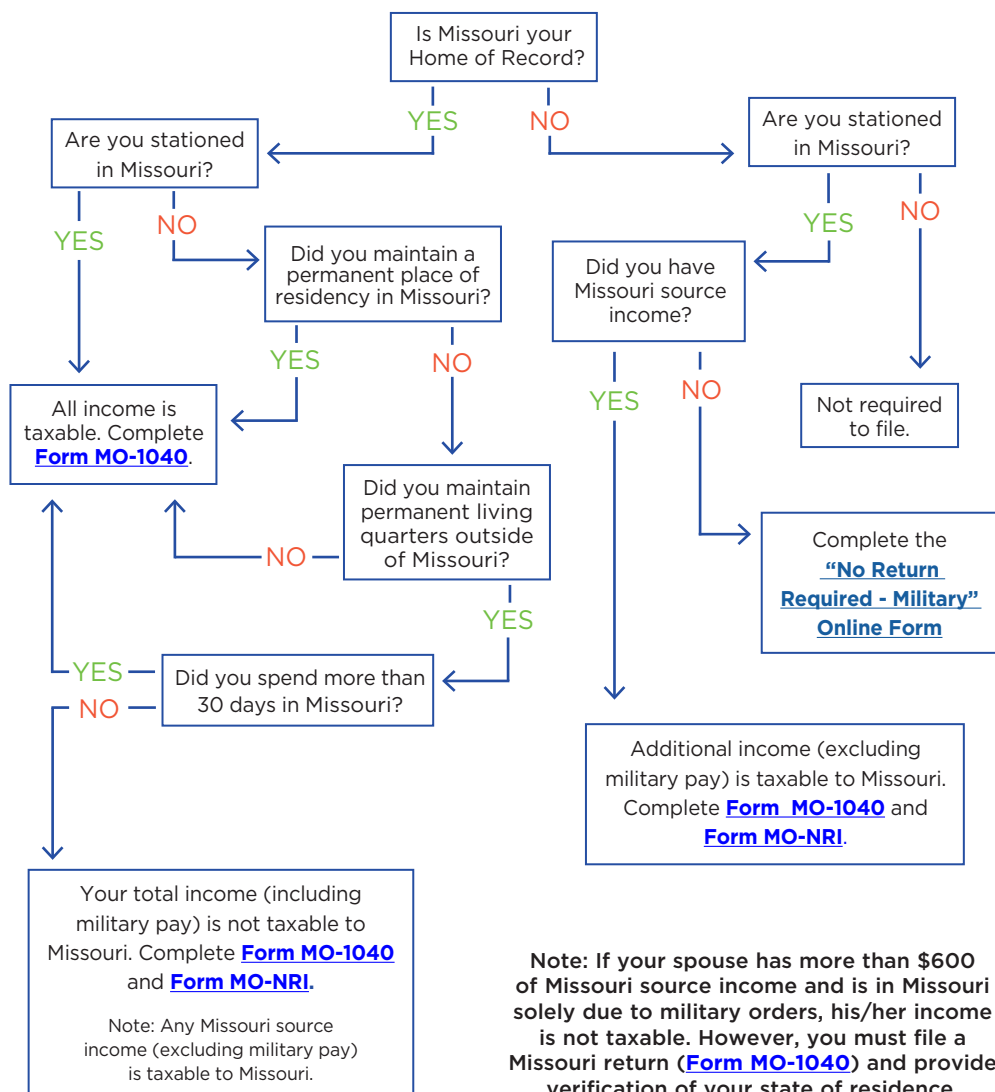 Is Missouri your
Home of Record?
YES
NO
Are you stationed
in Missouri?
Are you stationed
in Missouri?
YES
NO
YES
NO
Did you maintain a
permanent place of
residency in Missouri?
Did you have
Missouri source
income?
YES
NO
YES
NO
All income is
taxable. Complete
Form MO-1040.
Not required
to file.
Did you maintain
permanent living
quarters outside
of Missouri?
NO
YES
Complete the
“No Return
Required - Military”
Online Form
Did you spend more than
30 days in Missouri?
YES
NO
Additional income (excluding
military pay) is taxable to Missouri.
Complete Form MO-1040 and
Form MO-NRI.
Your total income (including
military pay) is not taxable to
Missouri. Complete Form MO-1040
and Form MO-NRI.
Note: Any Missouri source
income (excluding military pay)
is taxable to Missouri.
Note: If your spouse has more than $600
of Missouri source income and is in Missouri
solely due to military orders, his/her income
is not taxable. However, you must file a
Missouri return (Form MO-1040) and provide
verification of your state of residence